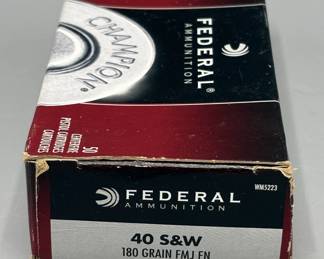 CHAMPION
FEDERAL®
AMMUNITION
50
CENTERFIRE
PISTOL CARTRIDGES
CARTOUCHES
FEDERAL
AMMUNITION
WM5223
40 S&W
180 GRAIN FMJ FN